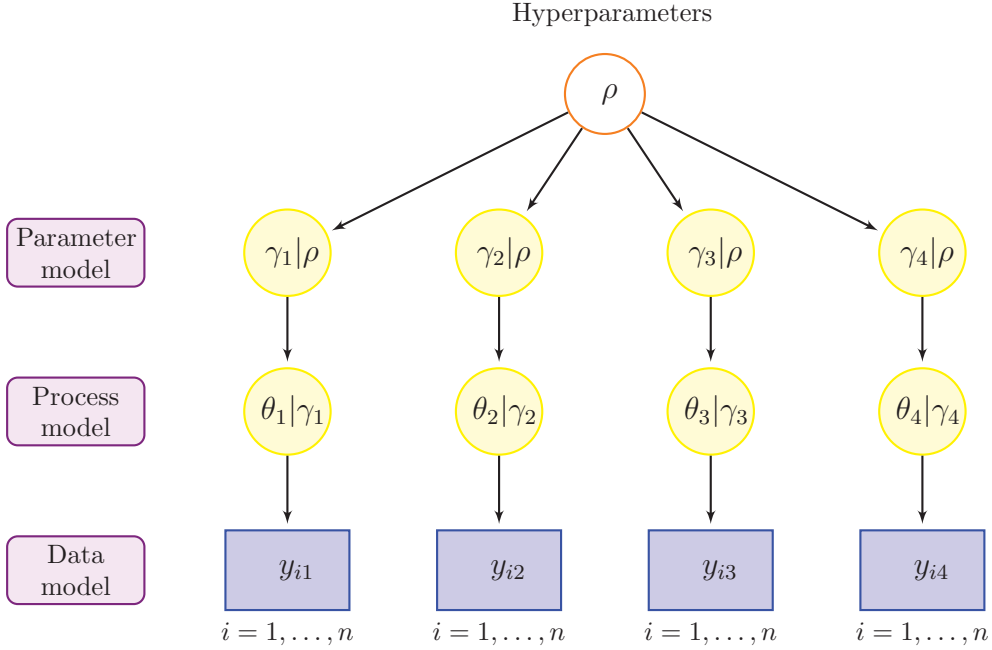 Hyperparameters
ρ
Parameter
model
γ₁|ρ
γ₂|ρ
γ₃|ρ
γ₄|ρ
Process
model
θ₁|γ₁
θ₂|γ₂
θ₃|γ₃
θ₄|γ₄
Data
model
yᵢ₁
yᵢ₂
yᵢ₃
yᵢ₄
i = 1, . . . , n
i = 1, . . . , n
i = 1, . . . , n
i = 1, . . . , n